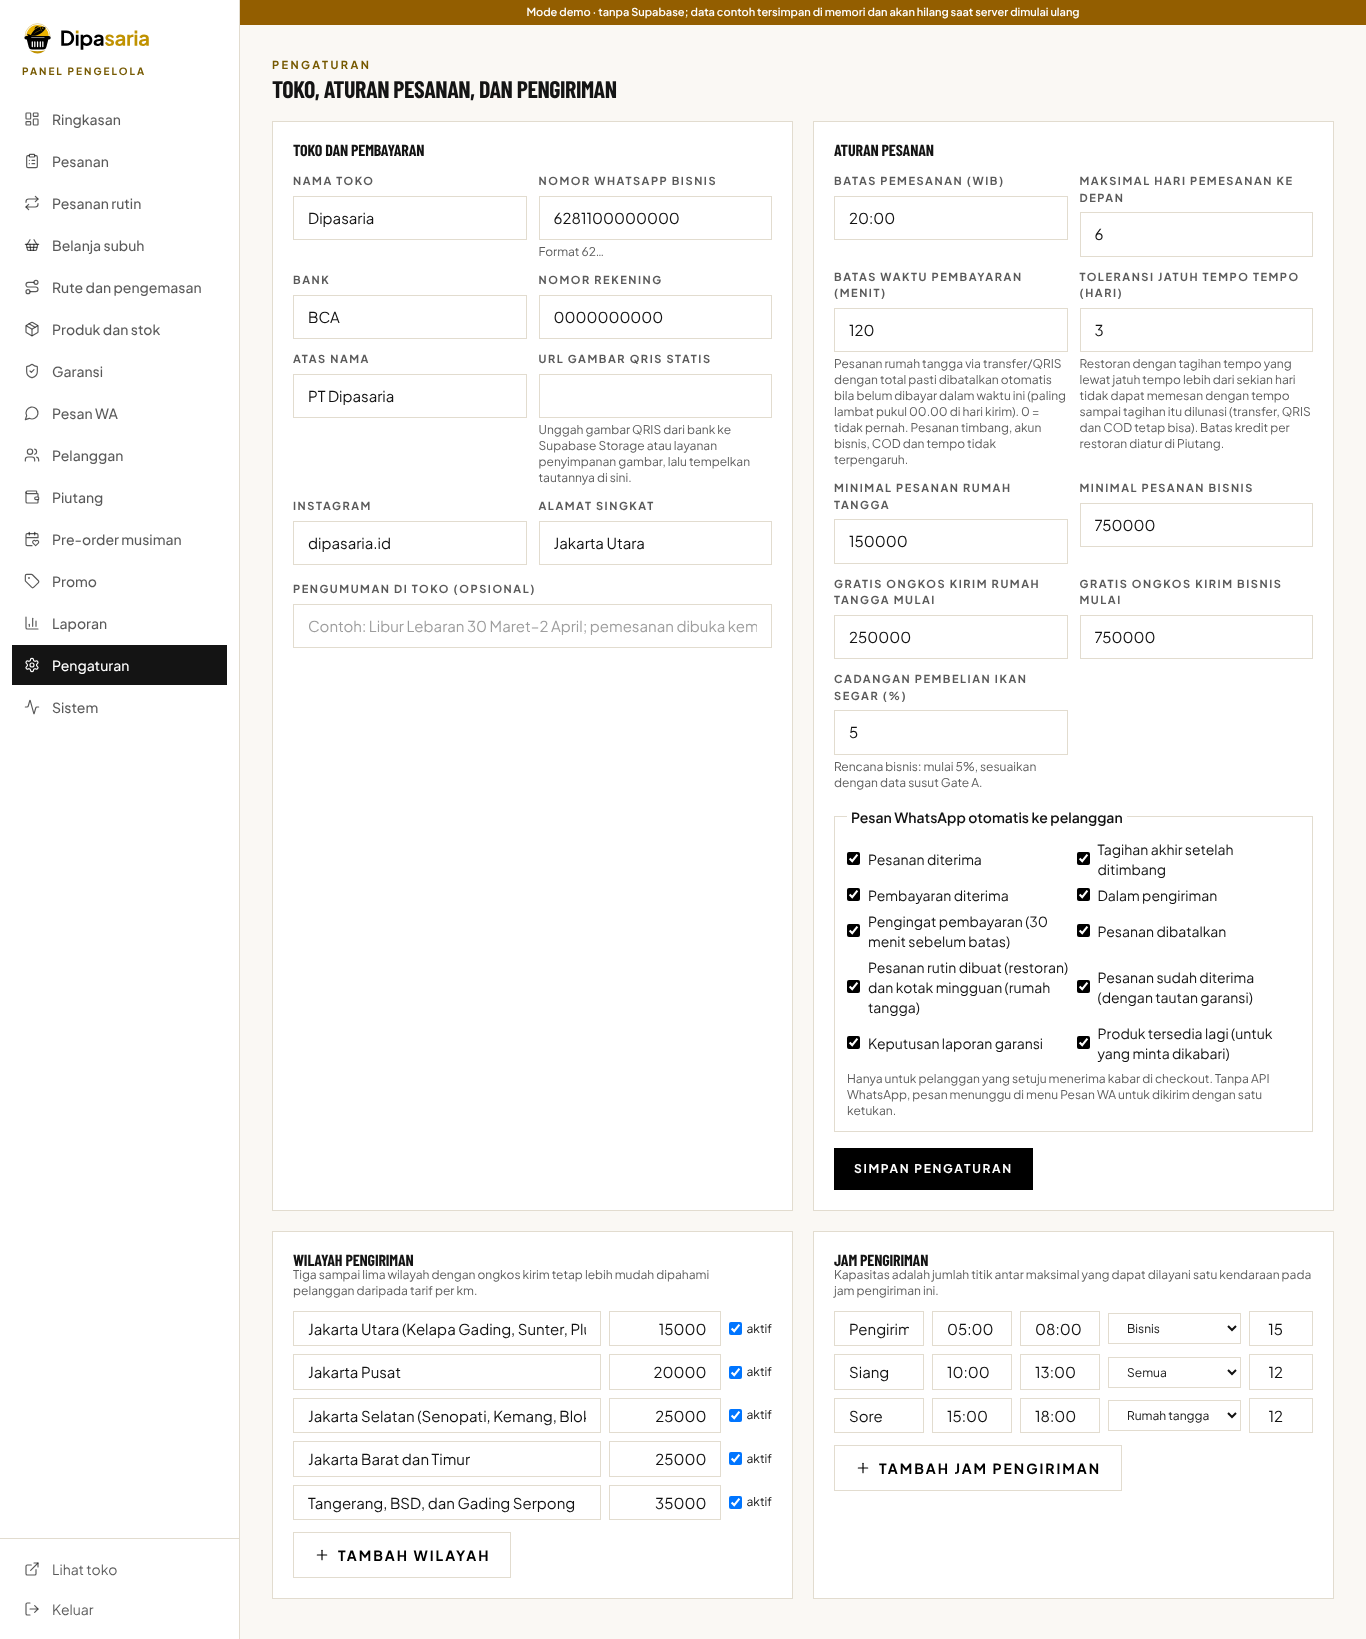 Mode demo · tanpa Supabase; data contoh tersimpan di memori dan akan hilang saat server dimulai ulang
Dipasaria
PANEL PENGELOLA
Ringkasan
Pesanan
Pesanan rutin
Belanja subuh
Rute dan pengemasan
Produk dan stok
Garansi
Pesan WA
Pelanggan
Piutang
Pre-order musiman
Promo
Laporan
Pengaturan
Sistem
Lihat toko
Keluar
PENGATURAN
TOKO, ATURAN PESANAN, DAN PENGIRIMAN
TOKO DAN PEMBAYARAN
NAMA TOKO
Dipasaria
NOMOR WHATSAPP BISNIS
6281100000000
Format 62...
BANK
BCA
NOMOR REKENING
0000000000
ATAS NAMA
PT Dipasaria
URL GAMBAR QRIS STATIS
Unggah gambar QRIS dari bank ke
Supabase Storage atau layanan
penyimpanan gambar, lalu tempelkan
tautannya di sini.
INSTAGRAM
dipasaria.id
ALAMAT SINGKAT
Jakarta Utara
PENGUMUMAN DI TOKO (OPSIONAL)
Contoh: Libur Lebaran 30 Maret–2 April; pemesanan dibuka kem
ATURAN PESANAN
BATAS PEMESANAN (WIB)
20:00
MAKSIMAL HARI PEMESANAN KE
DEPAN
6
BATAS WAKTU PEMBAYARAN
(MENIT)
120
Pesanan rumah tangga via transfer/QRIS
dengan total pasti dibatalkan otomatis
bila belum dibayar dalam waktu ini (paling
lambat pukul 00.00 di hari kirim). 0 =
tidak pernah. Pesanan timbang, akun
bisnis, COD dan tempo tidak
terpengaruh.
TOLERANSI JATUH TEMPO TEMPO
(HARI)
3
Restoran dengan tagihan tempo yang
lewat jatuh tempo lebih dari sekian hari
tidak dapat memesan dengan tempo
sampai tagihan itu dilunasi (transfer, QRIS
dan COD tetap bisa). Batas kredit per
restoran diatur di Piutang.
MINIMAL PESANAN RUMAH
TANGGA
150000
MINIMAL PESANAN BISNIS
750000
GRATIS ONGKOS KIRIM RUMAH
TANGGA MULAI
250000
GRATIS ONGKOS KIRIM BISNIS
MULAI
750000
CADANGAN PEMBELIAN IKAN
SEGAR (%)
5
Rencana bisnis: mulai 5%, sesuaikan
dengan data susut Gate A.
Pesan WhatsApp otomatis ke pelanggan
Pesanan diterima
Tagihan akhir setelah
ditimbang
Pembayaran diterima
Dalam pengiriman
Pengingat pembayaran (30
menit sebelum batas)
Pesanan dibatalkan
Pesanan rutin dibuat (restoran)
dan kotak mingguan (rumah
tangga)
Pesanan sudah diterima
(dengan tautan garansi)
Keputusan laporan garansi
Produk tersedia lagi (untuk
yang minta dikabari)
Hanya untuk pelanggan yang setuju menerima kabar di checkout. Tanpa API
WhatsApp, pesan menunggu di menu Pesan WA untuk dikirim dengan satu
ketukan.
SIMPAN PENGATURAN
WILAYAH PENGIRIMAN
Tiga sampai lima wilayah dengan ongkos kirim tetap lebih mudah dipahami
pelanggan daripada tarif per km.
Jakarta Utara (Kelapa Gading, Sunter, Plu 15000 aktif
Jakarta Pusat 20000 aktif
Jakarta Selatan (Senopati, Kemang, Blok 25000 aktif
Jakarta Barat dan Timur 25000 aktif
Tangerang, BSD, dan Gading Serpong 35000 aktif
+ TAMBAH WILAYAH
JAM PENGIRIMAN
Kapasitas adalah jumlah titik antar maksimal yang dapat dilayani satu kendaraan pada
jam pengiriman ini.
Pengirim 05:00 08:00 Bisnis 15
Siang 10:00 13:00 Semua 12
Sore 15:00 18:00 Rumah tangga 12
+ TAMBAH JAM PENGIRIMAN